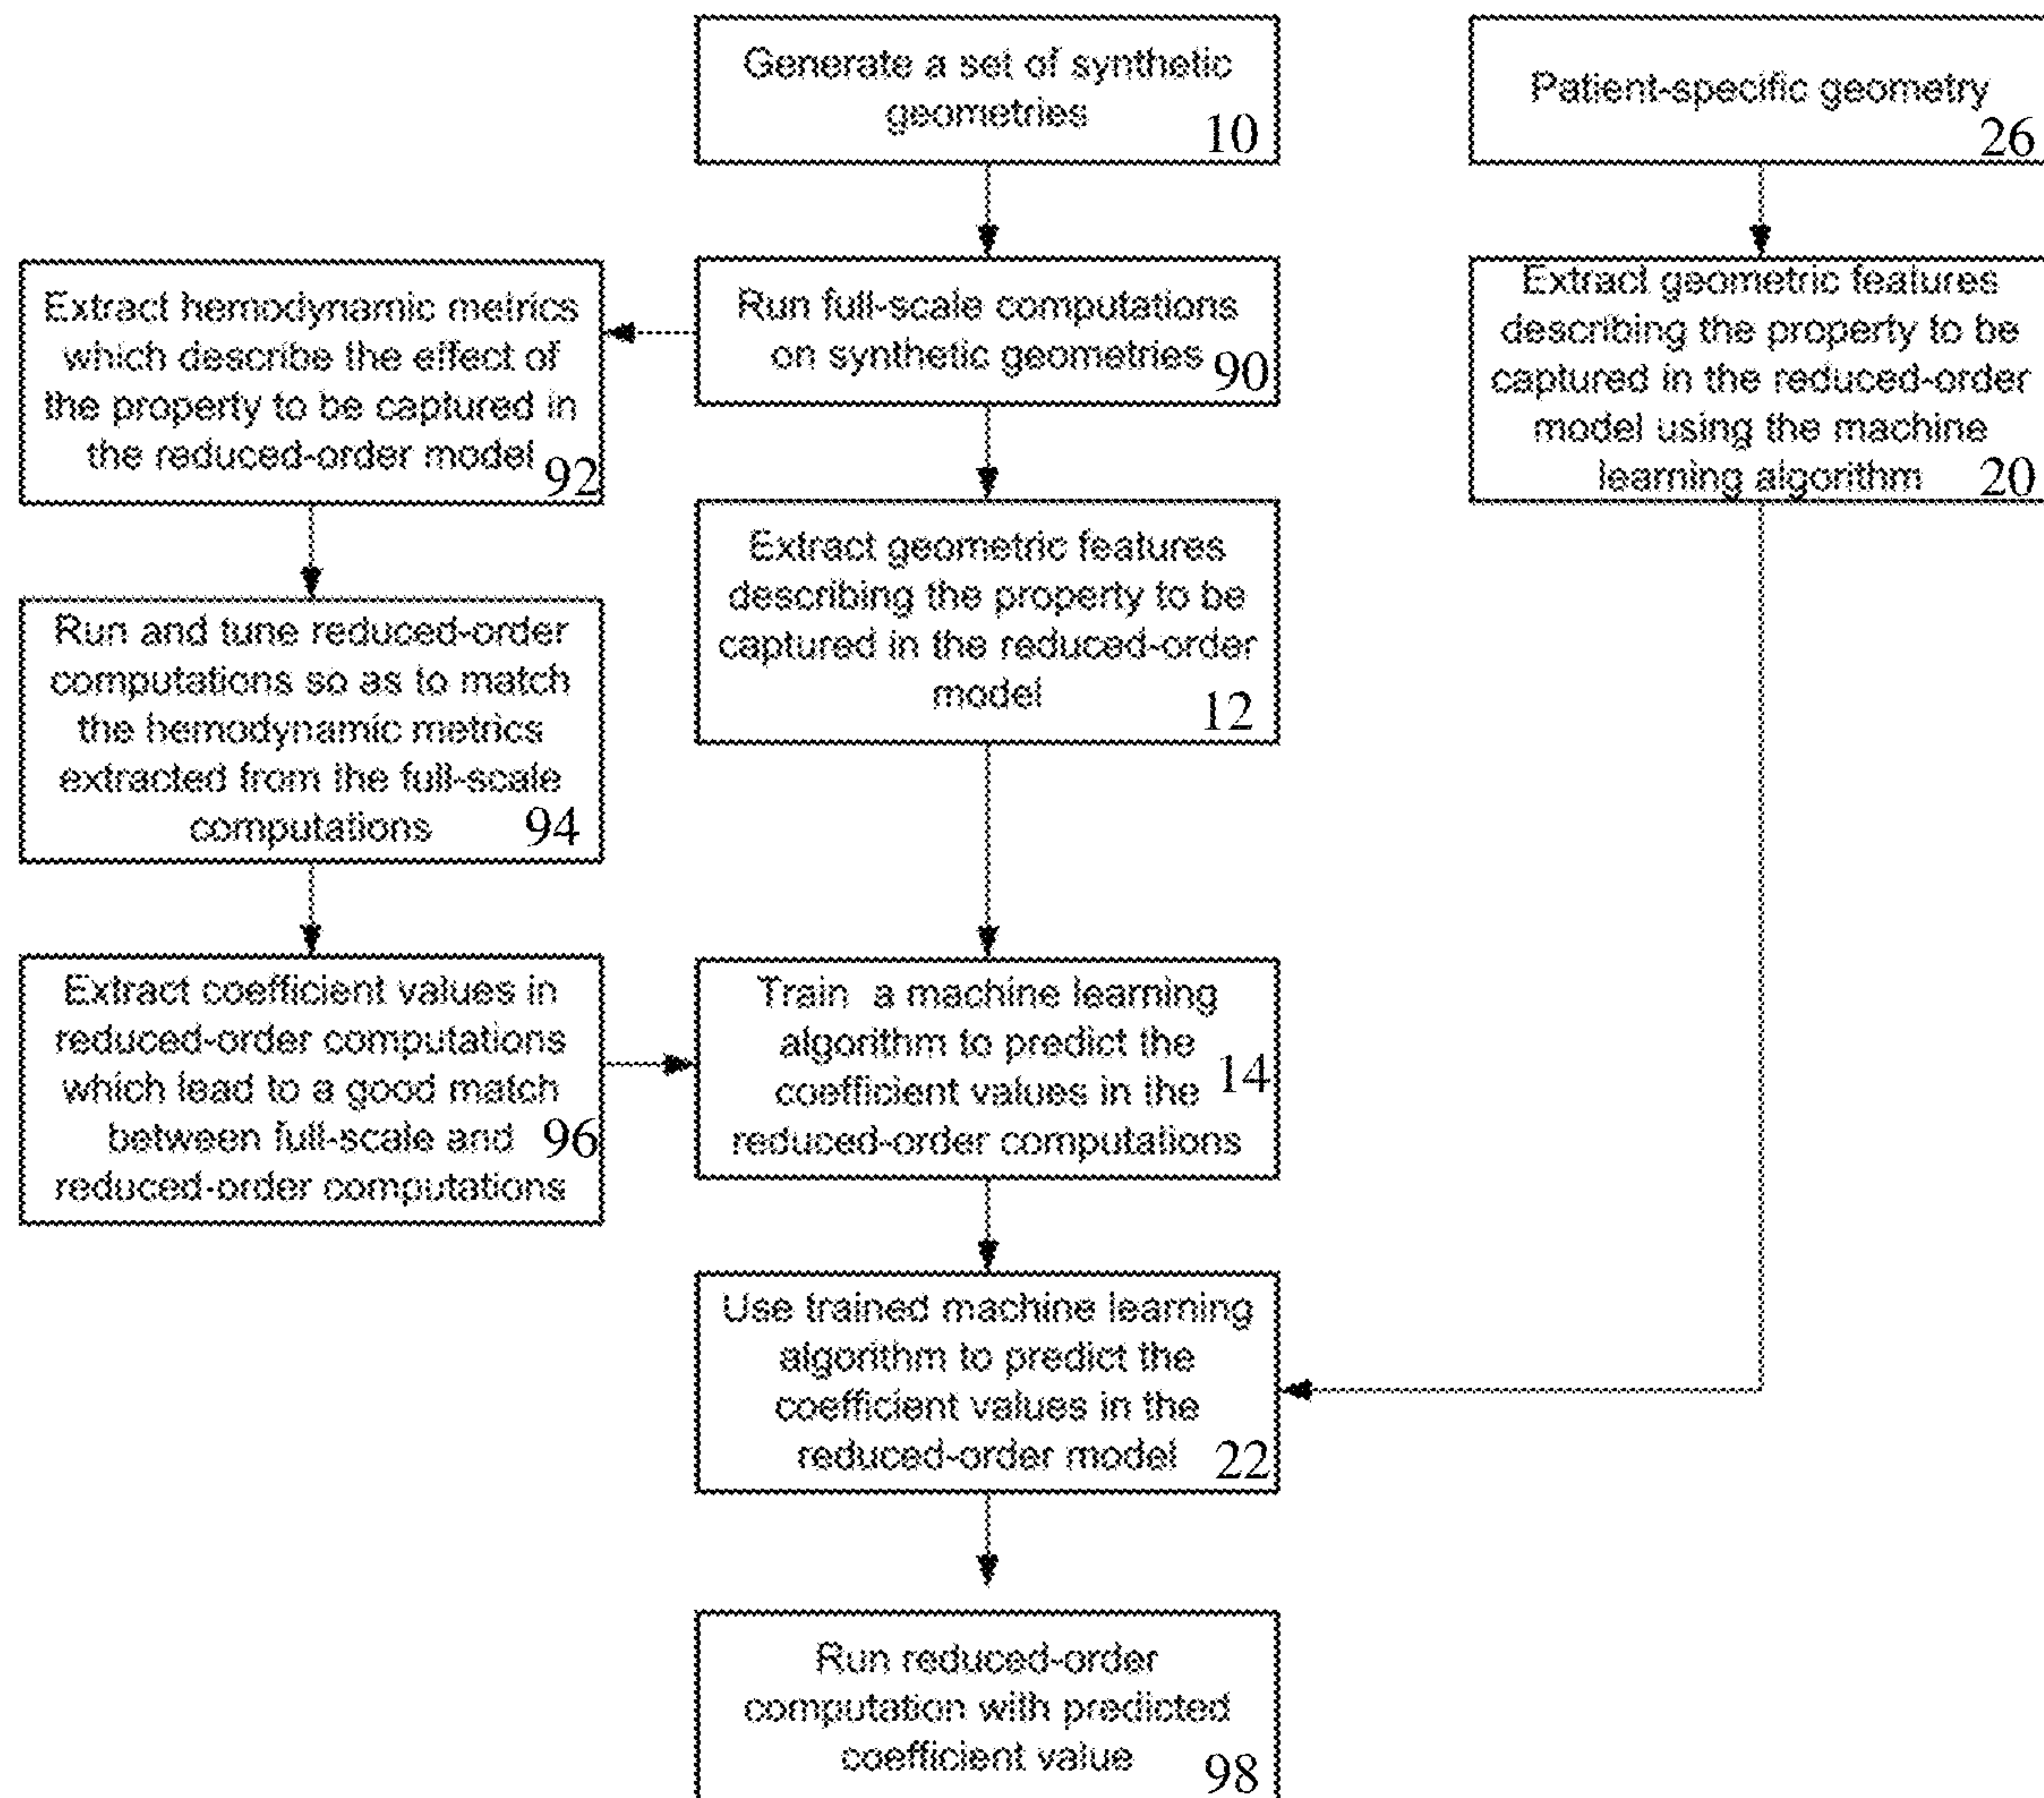 Generate a set of synthetic
geometries
10
Patient-specific geometry
26
Extract hemodynamic metrics
which describe the effect of
the property to be captured in
the reduced-order model
92
Run full-scale computations
on synthetic geometries
90
Extract geometric features
describing the property to be
captured in the reduced-order
model using the machine
learning algorithm
20
Run and tune reduced-order
computations so as to match
the hemodynamic metrics
extracted from the full-scale
computations
94
Extract geometric features
describing the property to be
captured in the reduced-order
model
12
Extract coefficient values in
reduced-order computations
which lead to a good match
between full-scale and
reduced-order computations
96
Train a machine learning
algorithm to predict the
coefficient values in the
reduced-order computations
14
Use trained machine learning
algorithm to predict the
coefficient values in the
reduced-order model
22
Run reduced-order
computation with predicted
coefficient value
98